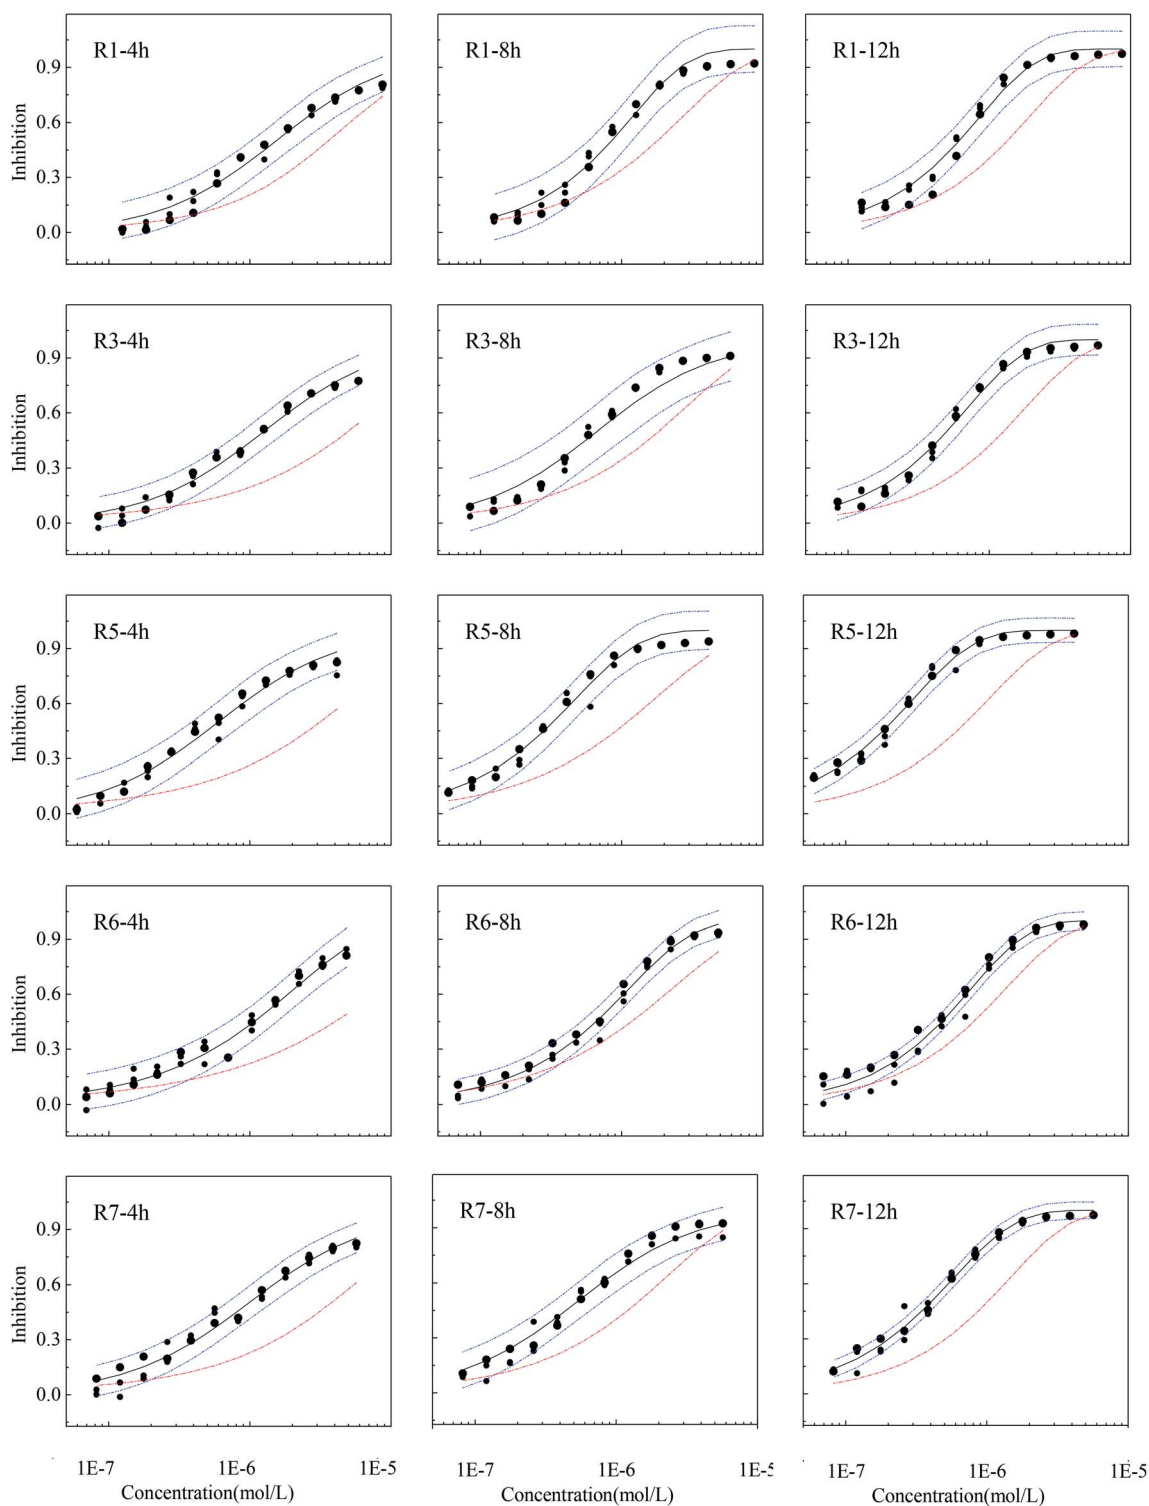 R1-4h R1-8h R1-12h
0.9
0.6
0.3
0.0
Inhibition
R3-4h R3-8h R3-12h
0.9
0.6
0.3
0.0
Inhibition
R5-4h R5-8h R5-12h
0.9
0.6
0.3
0.0
Inhibition
R6-4h R6-8h R6-12h
0.9
0.6
0.3
0.0
Inhibition
R7-4h R7-8h R7-12h
0.9
0.6
0.3
0.0
Inhibition
1E-7 1E-6 1E-5 1E-7 1E-6 1E-5 1E-7 1E-6 1E-5
Concentration(mol/L) Concentration(mol/L) Concentration(mol/L)